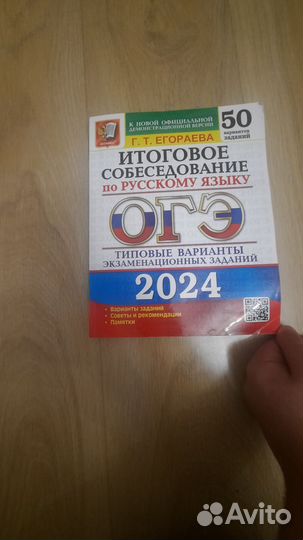 К НОВОЙ ОФИЦИАЛЬНОЙ
ДЕМОНСТРАЦИОННОЙ ВЕРСИИ
50
вариантов
заданий
Г. Т. ЕГОРАЕВА
ИТОГОВОЕ
СОБЕСЕДОВАНИЕ
ПО РУССКОМУ ЯЗЫКУ
ОГЭ
ТИПОВЫЕ ВАРИАНТЫ
ЭКЗАМЕНАЦИОННЫХ ЗАДАНИЙ
2024
• Варианты заданий
• Советы и рекомендации
• Памятки
Avito